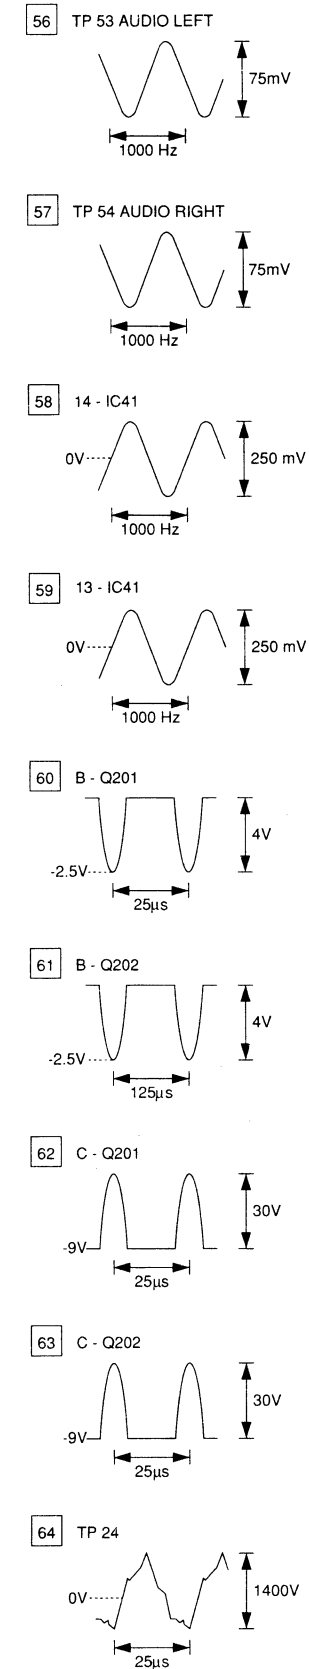 56 TP 53 AUDIO LEFT
75mV
1000 Hz
57 TP 54 AUDIO RIGHT
75mV
1000 Hz
58 14 - IC41
0V
250 mV
1000 Hz
59 13 - IC41
0V
250 mV
1000 Hz
60 B - Q201
4V
-2.5V
25µs
61 B - Q202
4V
-2.5V
125µs
62 C - Q201
30V
-9V
25µs
63 C - Q202
30V
-9V
25µs
64 TP 24
0V
1400V
25µs